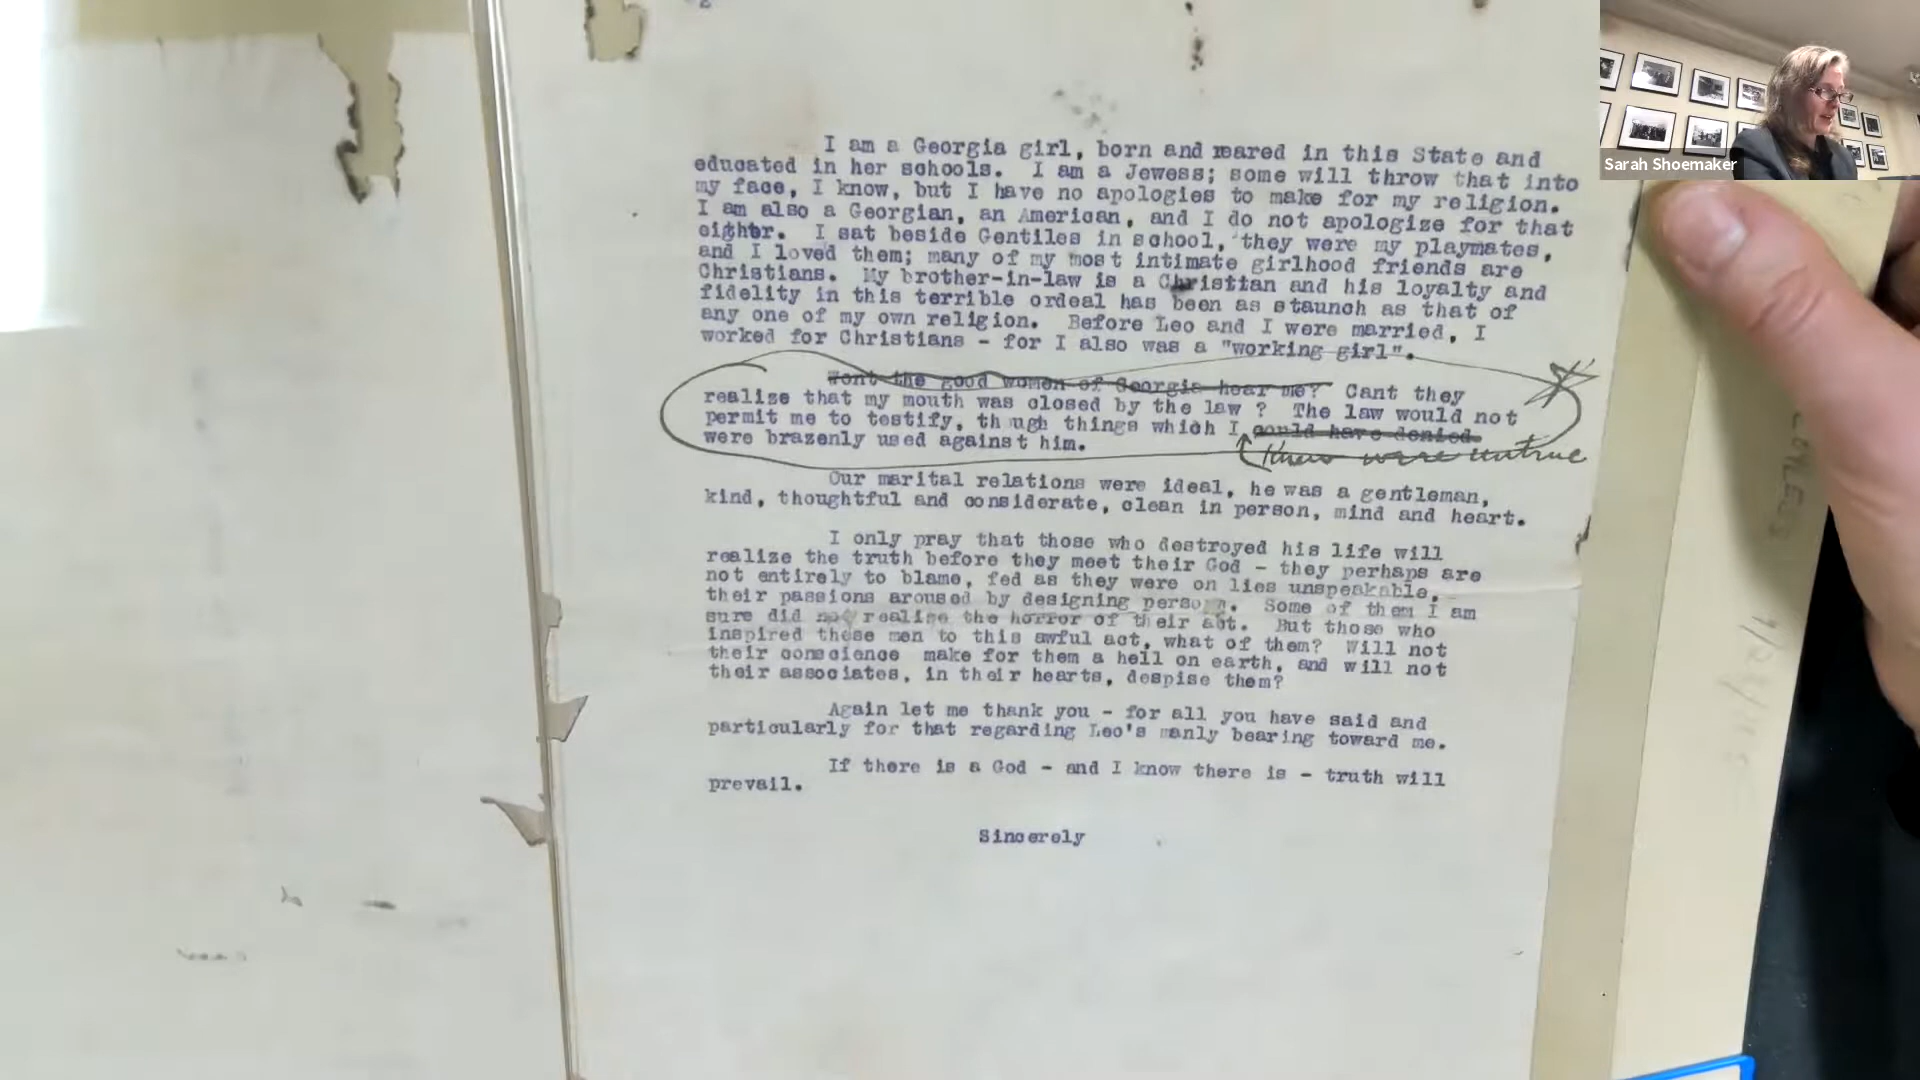 Sarah Shoemaker
I am a Georgia girl, born and reared in this State and
educated in her schools. I am a Jewess; some will throw that into
my face, I know, but I have no apologies to make for my religion.
I am also a Georgian, an American, and I do not apologize for that
eighter. I sat beside Gentiles in school, they were my playmates,
and I loved them; many of my most intimate girlhood friends are
Christians. My brother-in-law is a Christian and his loyalty and
fidelity in this terrible ordeal has been as staunch as that of
any one of my own religion. Before Leo and I were married, I
worked for Christians - for I also was a "working girl".
Wont the good women of Georgia hear me? Cant they
realize that my mouth was closed by the law ? The law would not
permit me to testify, though things which I could have denied
knew were untrue
were brazenly used against him.
Our marital relations were ideal, he was a gentleman,
kind, thoughtful and considerate, clean in person, mind and heart.
I only pray that those who destroyed his life will
realize the truth before they meet their God - they perhaps are
not entirely to blame, fed as they were on lies unspeakable,
their passions aroused by designing persons. Some of them I am
sure did not realize the horror of their act. But those who
inspired these men to this awful act, what of them? Will not
their conscience make for them a hell on earth, and will not
their associates, in their hearts, despise them?
Again let me thank you - for all you have said and
particularly for that regarding Leo's manly bearing toward me.
If there is a God - and I know there is - truth will
prevail.
Sincerely